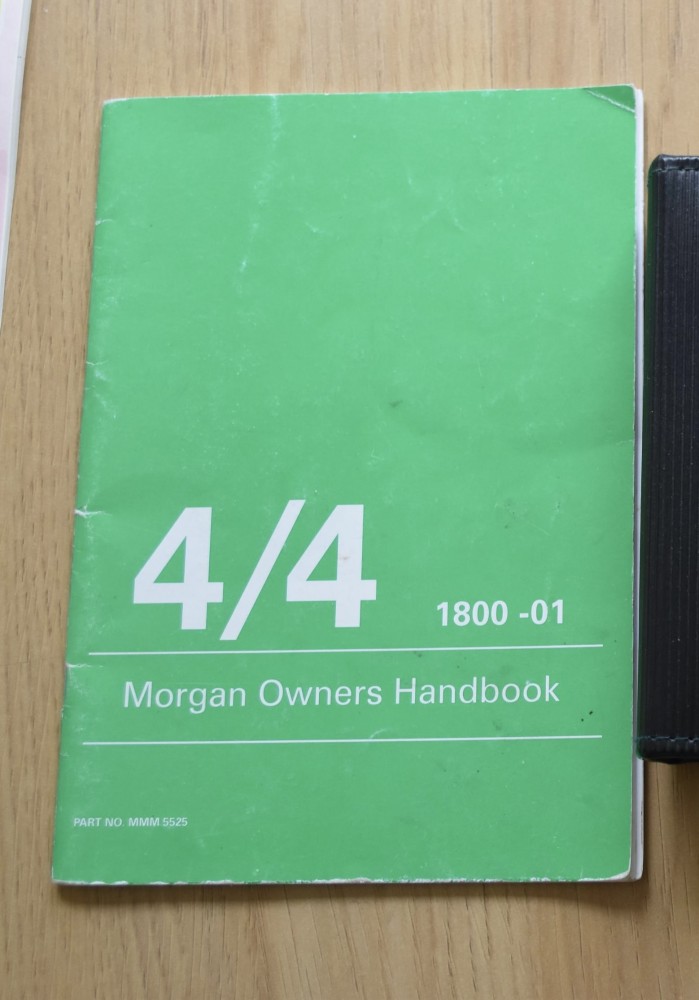 4/4 1800 -01
Morgan Owners Handbook
PART NO. MMM 5525